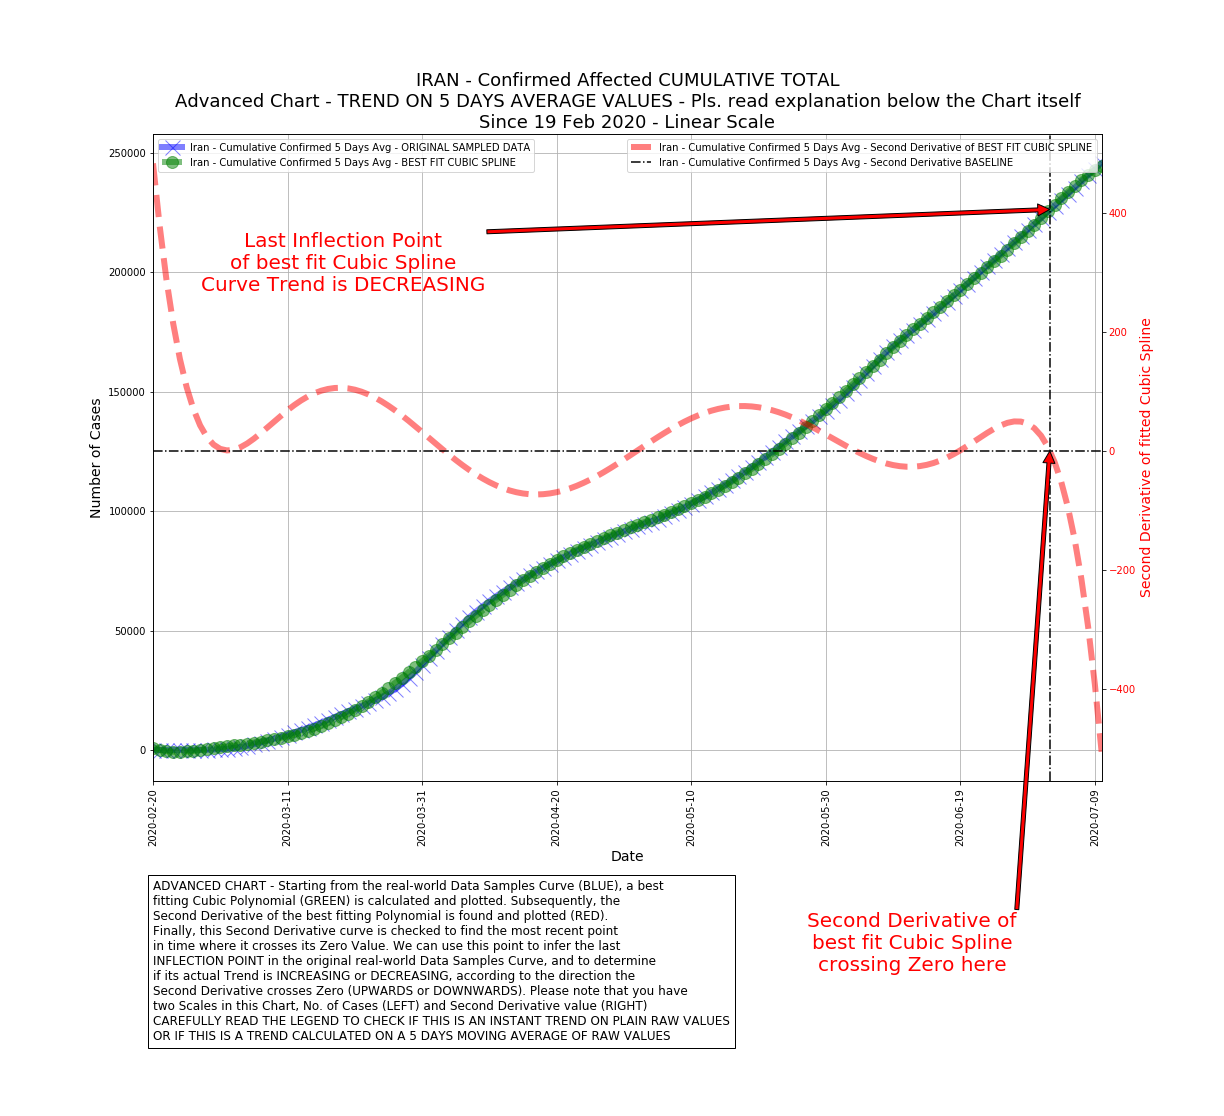 IRAN - Confirmed Affected CUMULATIVE TOTAL
Advanced Chart - TREND ON 5 DAYS AVERAGE VALUES - Pls. read explanation below the Chart itself
Since 19 Feb 2020 - Linear Scale
Iran - Cumulative Confirmed 5 Days Avg - ORIGINAL SAMPLED DATA
Iran - Cumulative Confirmed 5 Days Avg - BEST FIT CUBIC SPLINE
Iran - Cumulative Confirmed 5 Days Avg - Second Derivative of BEST FIT CUBIC SPLINE
Iran - Cumulative Confirmed 5 Days Avg - Second Derivative BASELINE
Last Inflection Point
of best fit Cubic Spline
Curve Trend is DECREASING
Number of Cases
250000
200000
150000
100000
50000
0
400
200
0
−200
−400
Second Derivative of fitted Cubic Spline
2020-02-20
2020-03-11
2020-03-31
2020-04-20
2020-05-10
2020-05-30
2020-06-19
2020-07-09
Date
Second Derivative of
best fit Cubic Spline
crossing Zero here
ADVANCED CHART - Starting from the real-world Data Samples Curve (BLUE), a best
fitting Cubic Polynomial (GREEN) is calculated and plotted. Subsequently, the
Second Derivative of the best fitting Polynomial is found and plotted (RED).
Finally, this Second Derivative curve is checked to find the most recent point
in time where it crosses its Zero Value. We can use this point to infer the last
INFLECTION POINT in the original real-world Data Samples Curve, and to determine
if its actual Trend is INCREASING or DECREASING, according to the direction the
Second Derivative crosses Zero (UPWARDS or DOWNWARDS). Please note that you have
two Scales in this Chart, No. of Cases (LEFT) and Second Derivative value (RIGHT)
CAREFULLY READ THE LEGEND TO CHECK IF THIS IS AN INSTANT TREND ON PLAIN RAW VALUES
OR IF THIS IS A TREND CALCULATED ON A 5 DAYS MOVING AVERAGE OF RAW VALUES